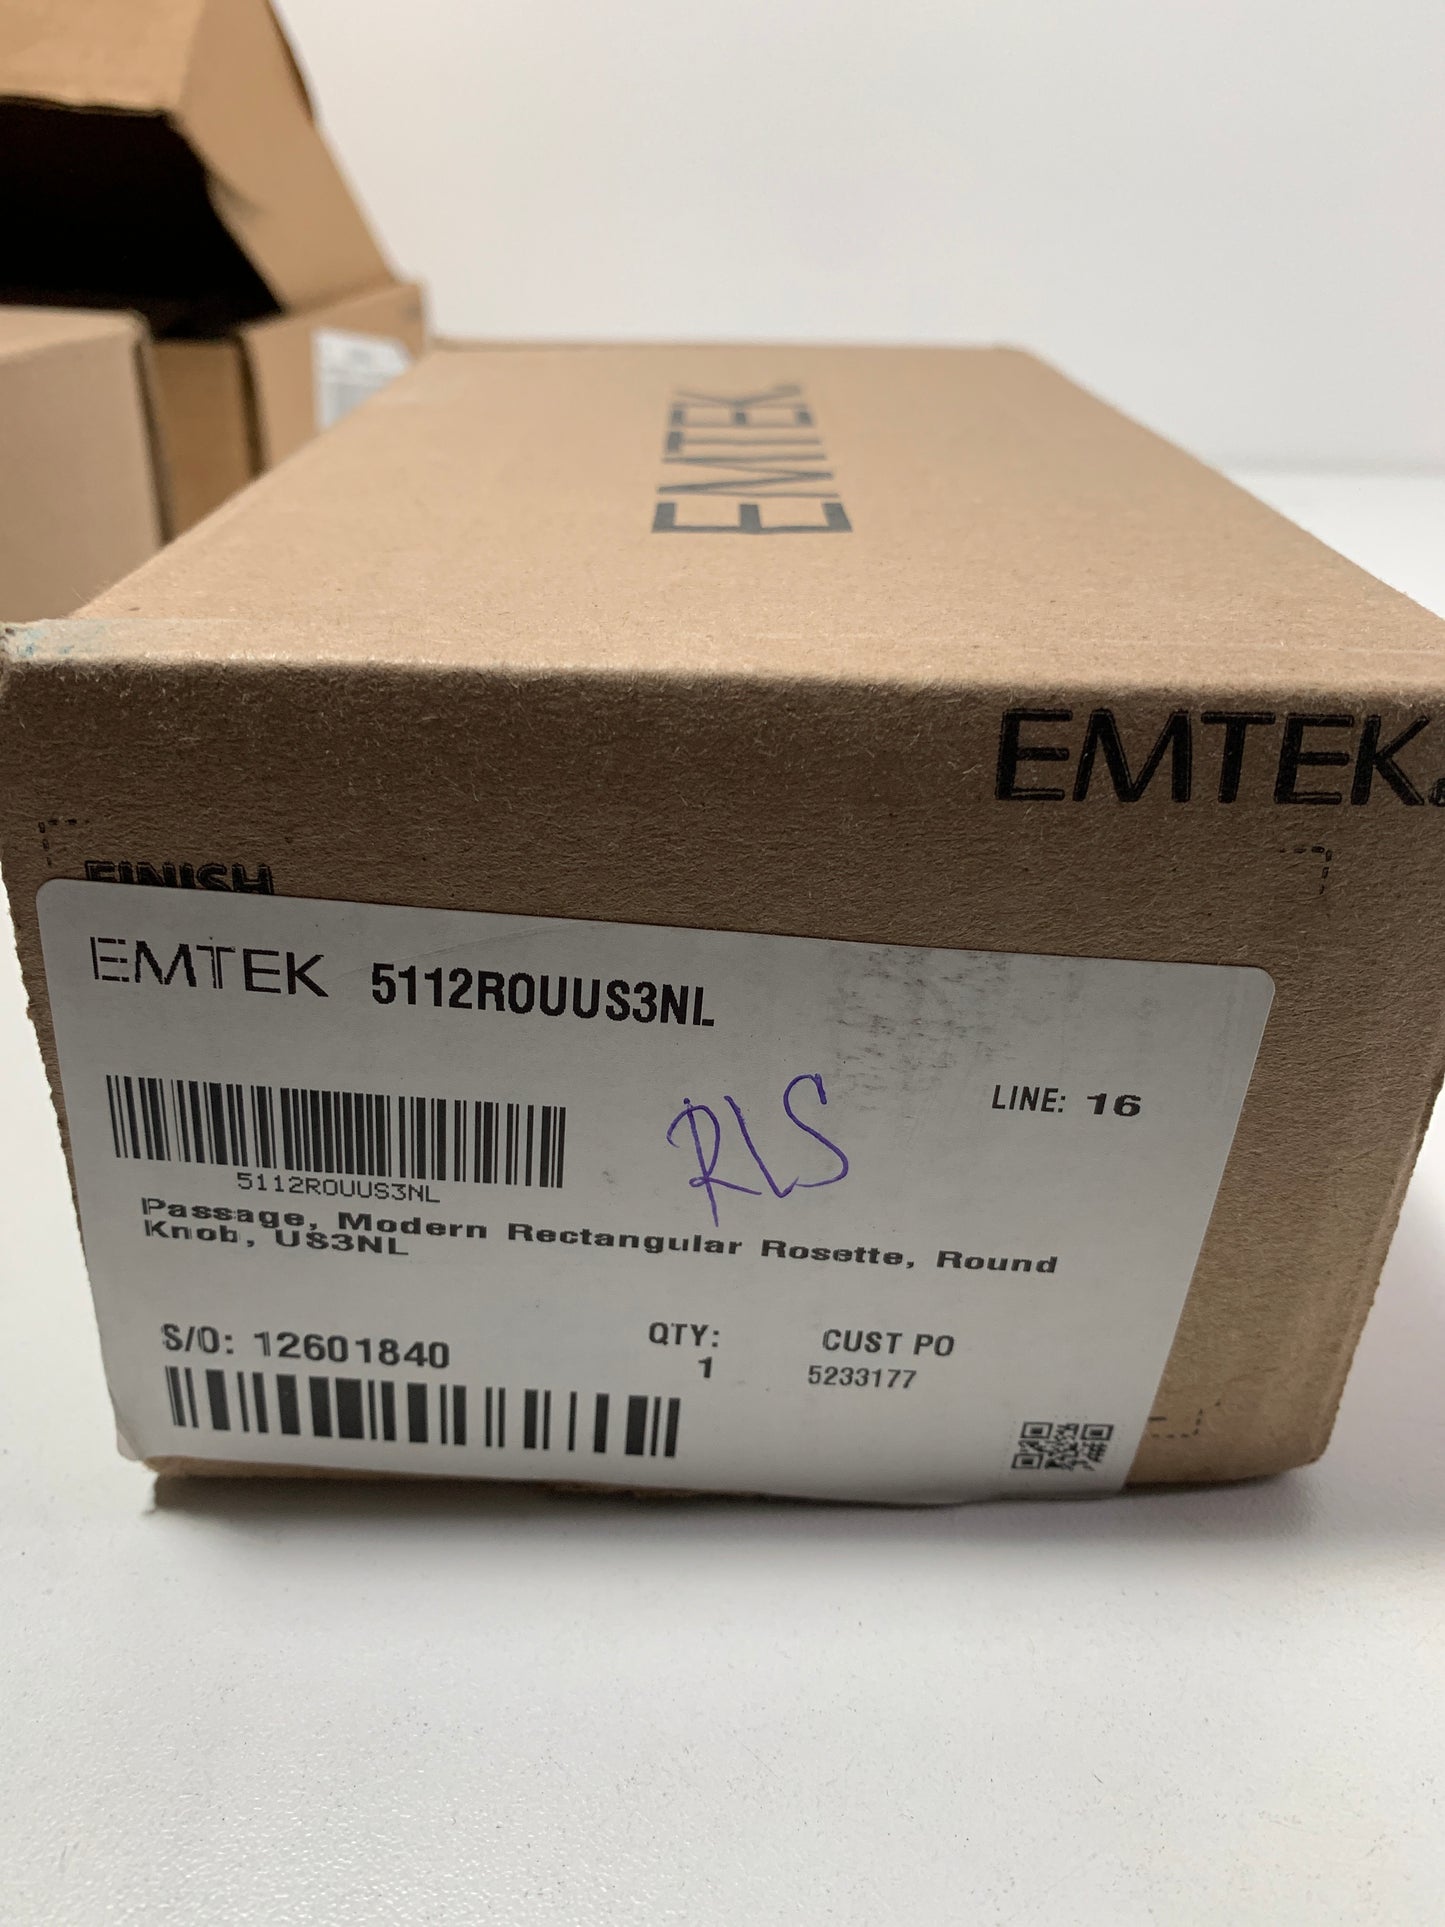 EMTEK
EMTEK
FINISH
EMTEK 5112ROUUS3NL
LINE: 16
5112ROUUS3NL
RLS
Passage, Modern Rectangular Rosette, Round
Knob, US3NL
S/O: 12601840
QTY:
1
CUST PO
5233177